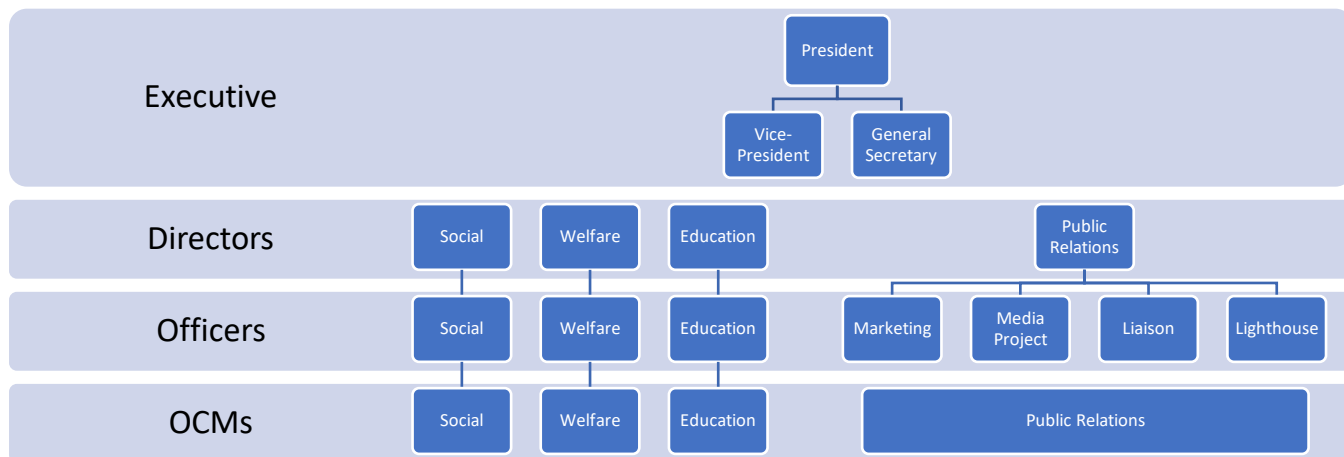 Executive
President
Vice-
President
General
Secretary
Directors
Social
Welfare
Education
Public
Relations
Officers
Social
Welfare
Education
Marketing
Media
Project
Liaison
Lighthouse
OCMs
Social
Welfare
Education
Public Relations